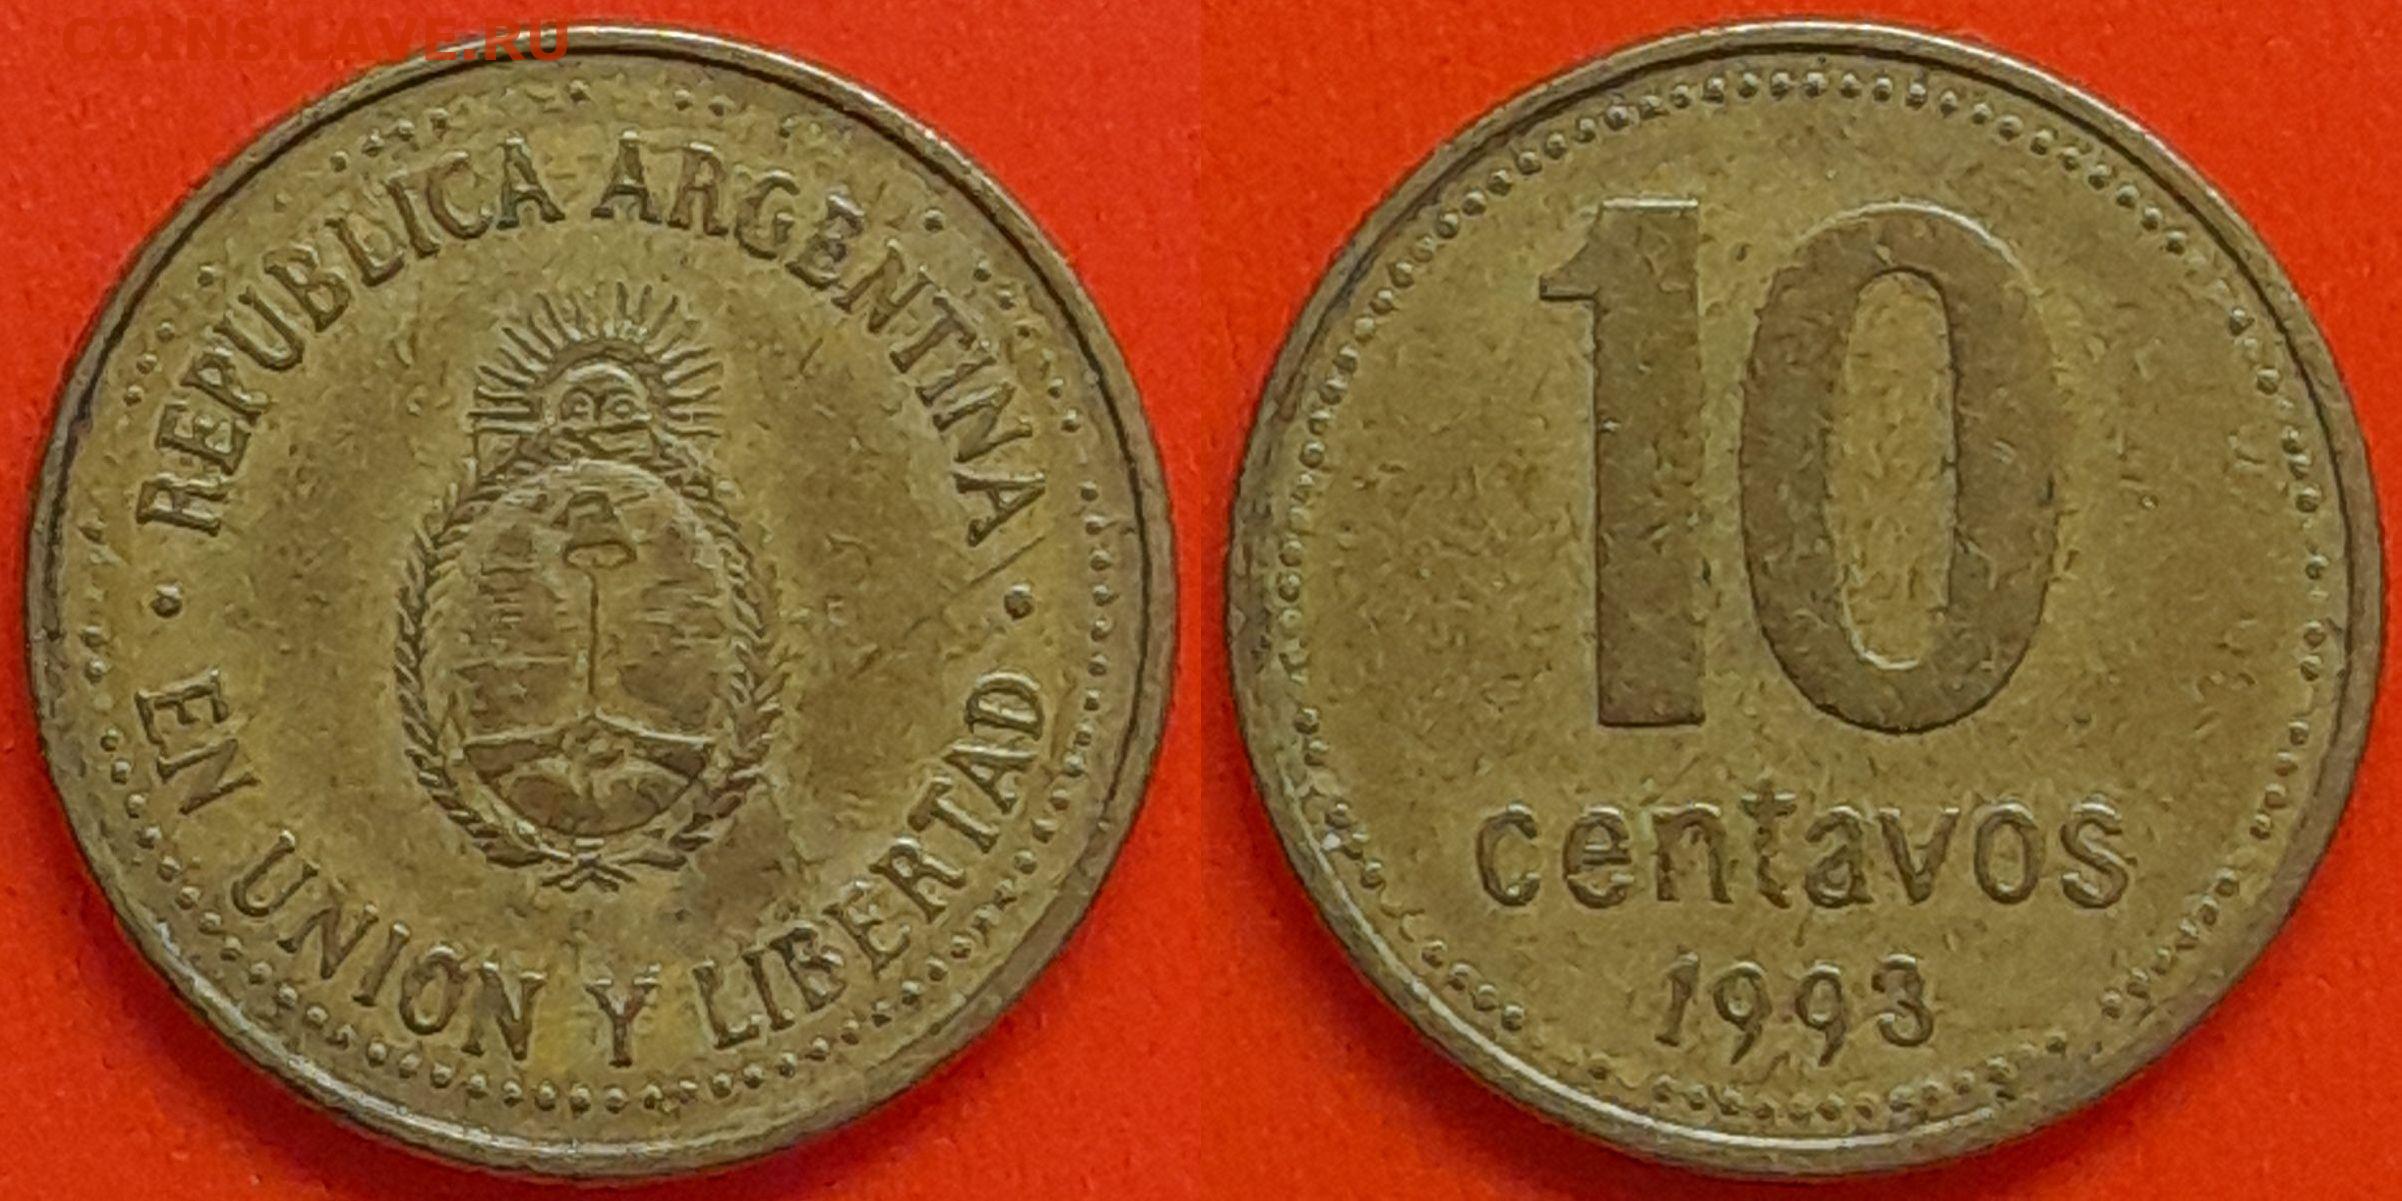 COINS.LAVE.RU
REPUBLICA ARGENTINA
EN UNION Y LIBERTAD
10
centavos
1993